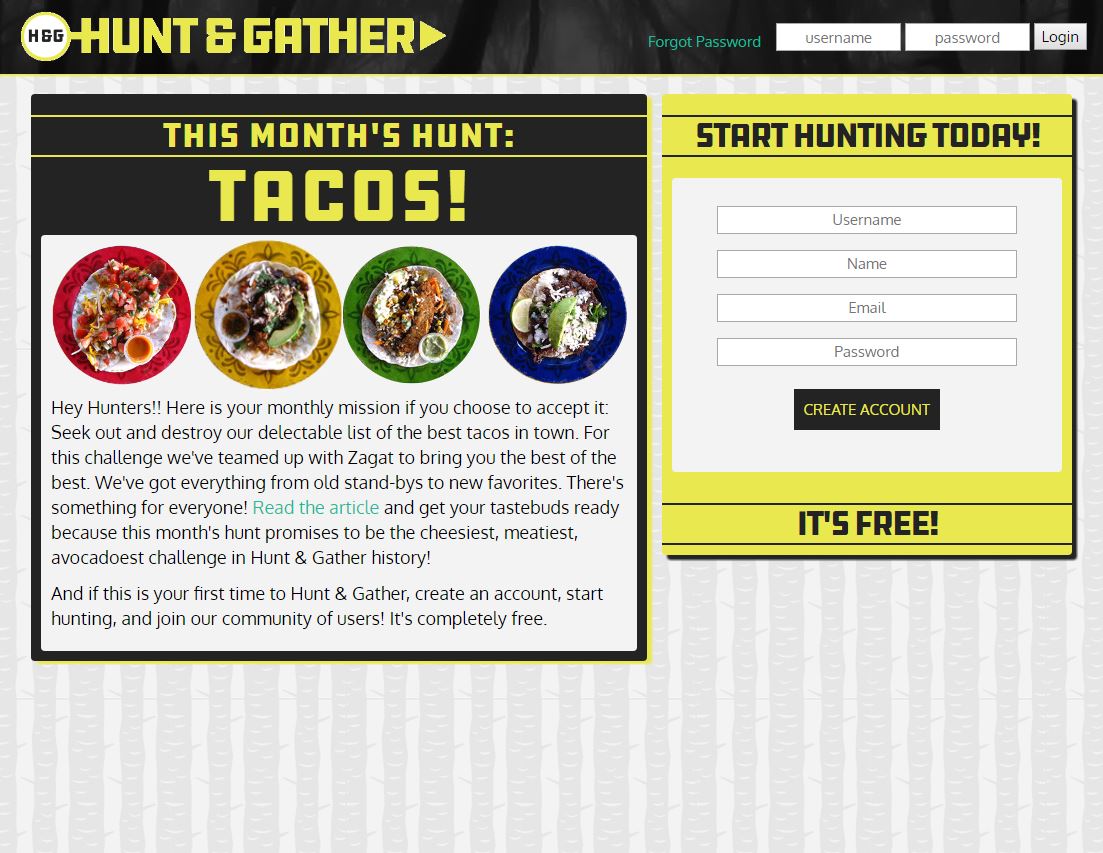 H&G HUNT & GATHER
Forgot Password
username
password
Login
THIS MONTH'S HUNT:
TACOS!
Hey Hunters!! Here is your monthly mission if you choose to accept it:
Seek out and destroy our delectable list of the best tacos in town. For
this challenge we've teamed up with Zagat to bring you the best of the
best. We've got everything from old stand-bys to new favorites. There's
something for everyone! Read the article and get your tastebuds ready
because this month's hunt promises to be the cheesiest, meatiest,
avocadoest challenge in Hunt & Gather history!
And if this is your first time to Hunt & Gather, create an account, start
hunting, and join our community of users! It's completely free.
START HUNTING TODAY!
Username
Name
Email
Password
CREATE ACCOUNT
IT'S FREE!